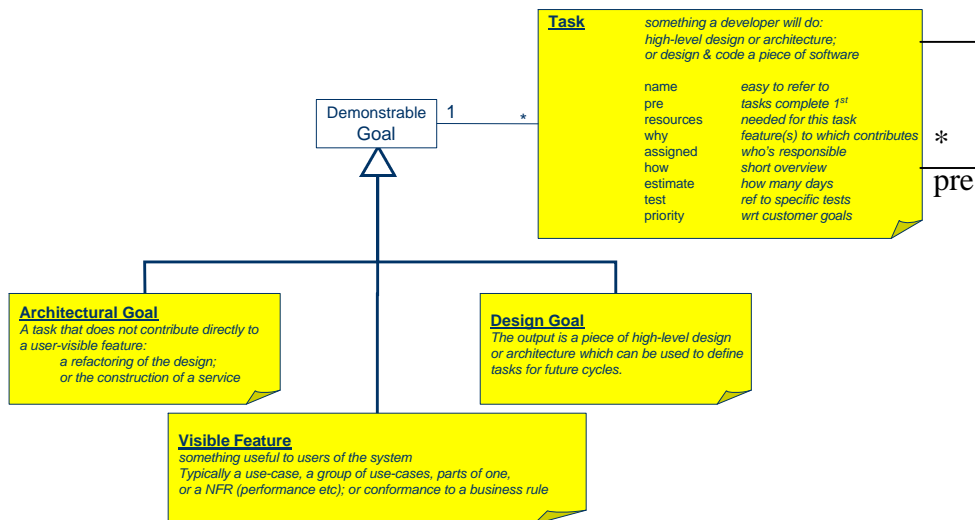 Task something a developer will do:
high-level design or architecture;
or design & code a piece of software
name easy to refer to
pre tasks complete 1st
resources needed for this task
why feature(s) to which contributes
assigned who's responsible
how short overview
estimate how many days
test ref to specific tests
priority wrt customer goals
*
pre
Demonstrable
Goal
1
*
Architectural Goal
A task that does not contribute directly to
a user-visible feature:
a refactoring of the design;
or the construction of a service
Design Goal
The output is a piece of high-level design
or architecture which can be used to define
tasks for future cycles.
Visible Feature
something useful to users of the system
Typically a use-case, a group of use-cases, parts of one,
or a NFR (performance etc); or conformance to a business rule